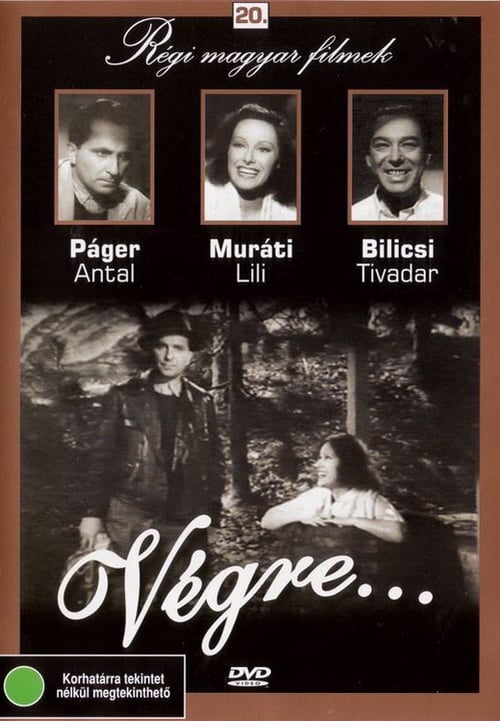 20.
Régi magyar filmek
Páger Muráti Bilicsi
Antal Lili Tivadar
Végre...
DVD
VIDEO
Korhatárra tekintet
nélkül megtekinthető